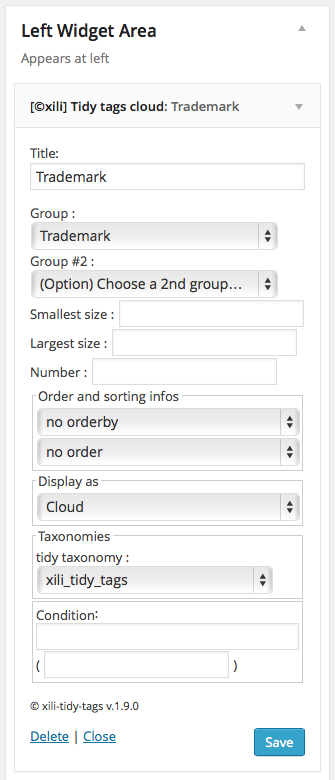 Left Widget Area
Appears at left
[©xili] Tidy tags cloud: Trademark
Title:
Trademark
Group :
Trademark
Group #2 :
(Option) Choose a 2nd group...
Smallest size :
Largest size :
Number :
Order and sorting infos
no orderby
no order
Display as
Cloud
Taxonomies
tidy taxonomy :
xili_tidy_tags
Condition:
( )
© xili-tidy-tags v.1.9.0
Delete | Close
Save